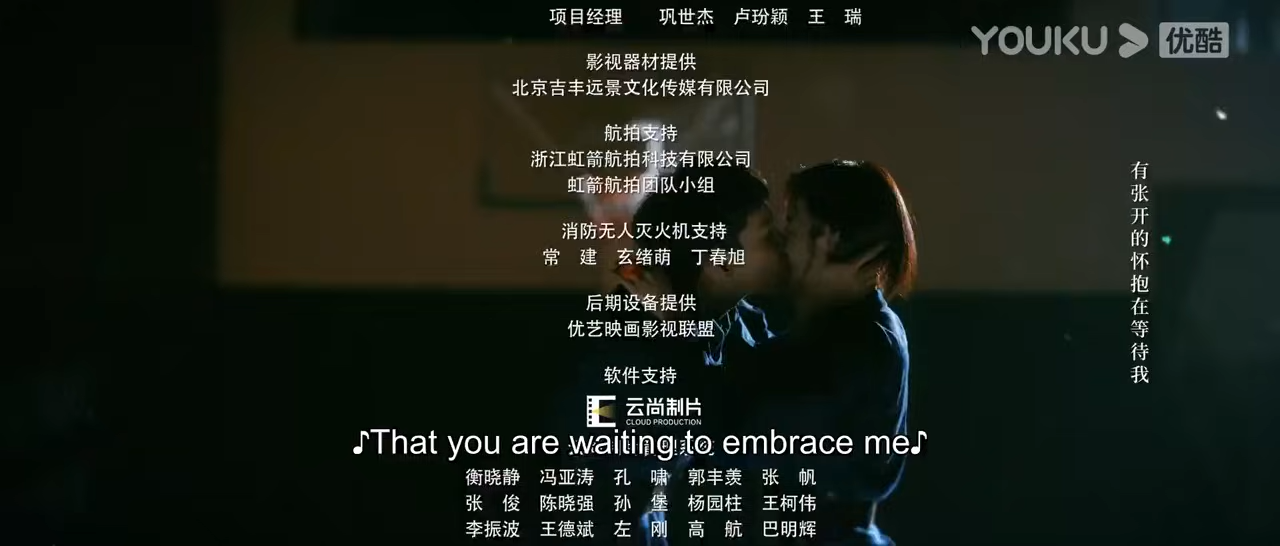 项目经理 巩世杰 卢玢颖 王 瑞
YOUKU 优酷
影视器材提供
北京吉丰远景文化传媒有限公司
航拍支持
浙江虹箭航拍科技有限公司
虹箭航拍团队小组
消防无人灭火机支持
常 建 玄绪萌 丁春旭
后期设备提供
优艺映画影视联盟
软件支持
云尚制片
CLOUD PRODUCTION
♪That you are waiting to embrace me♪
衡晓静 冯亚涛 孔 啸 郭丰羡 张 帆
张 俊 陈晓强 孙 堡 杨园柱 王柯伟
李振波 王德斌 左 刚 高 航 巴明辉
有张开的怀抱在等待我